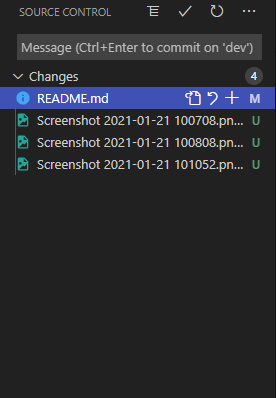 SOURCE CONTROL
Message (Ctrl+Enter to commit on 'dev')
Changes 4
README.md M
Screenshot 2021-01-21 100708.pn... U
Screenshot 2021-01-21 100808.pn... U
Screenshot 2021-01-21 101052.pn... U